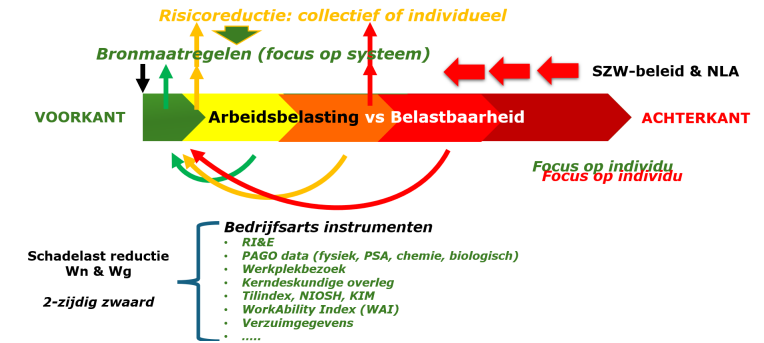 Risicoreductie: collectief of individueel
Bronmaatregelen (focus op systeem)
SZW-beleid & NLA
VOORKANT
Arbeidsbelasting vs Belastbaarheid
ACHTERKANT
Focus op individu
Focus op individu
Bedrijfsarts instrumenten
• RI&E
• PAGO data (fysiek, PSA, chemie, biologisch)
• Werkplekbezoek
• Kerndeskundige overleg
• Tilindex, NIOSH, KIM
• WorkAbility Index (WAI)
• Verzuimgegevens
• .....
Schadelast reductie
Wn & Wg
2-zijdig zwaard